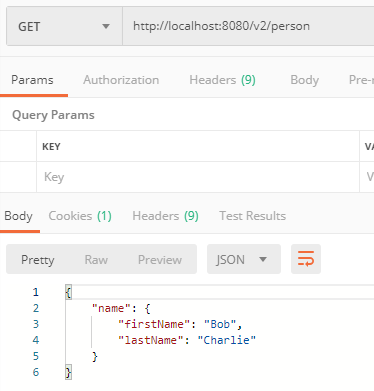 GET http://localhost:8080/v2/person
Params Authorization Headers (9) Body
Query Params
KEY
Key
Body Cookies (1) Headers (9) Test Results
Pretty Raw Preview JSON
1 {
2 "name": {
3 "firstName": "Bob",
4 "lastName": "Charlie"
5 }
6 }